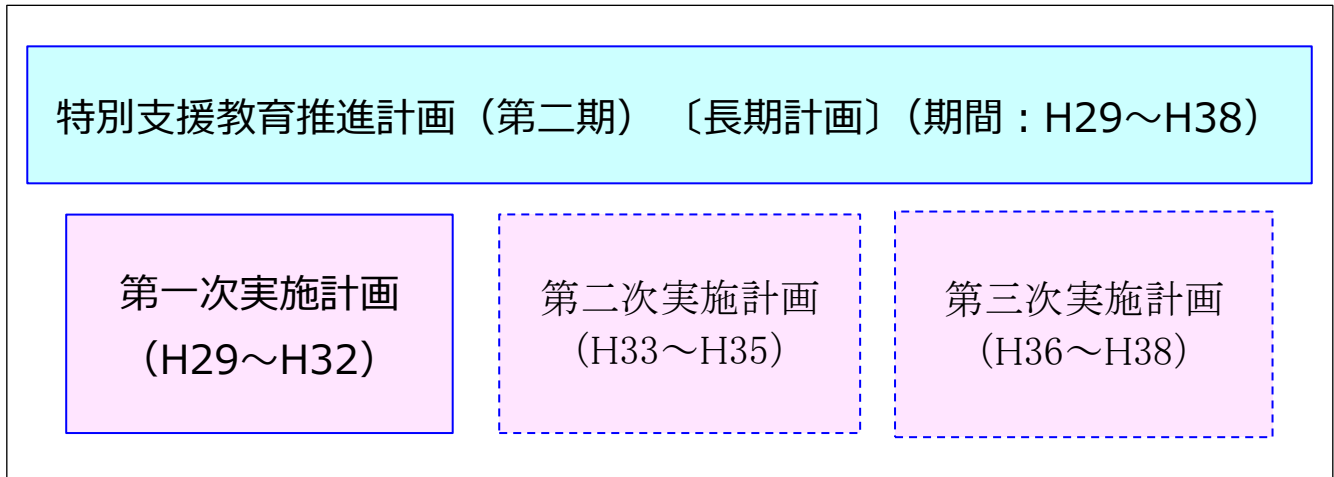 特別支援教育推進計画（第二期）〔長期計画〕（期間：H29～H38）
第一次実施計画
（H29～H32）
第二次実施計画
（H33～H35）
第三次実施計画
（H36～H38）